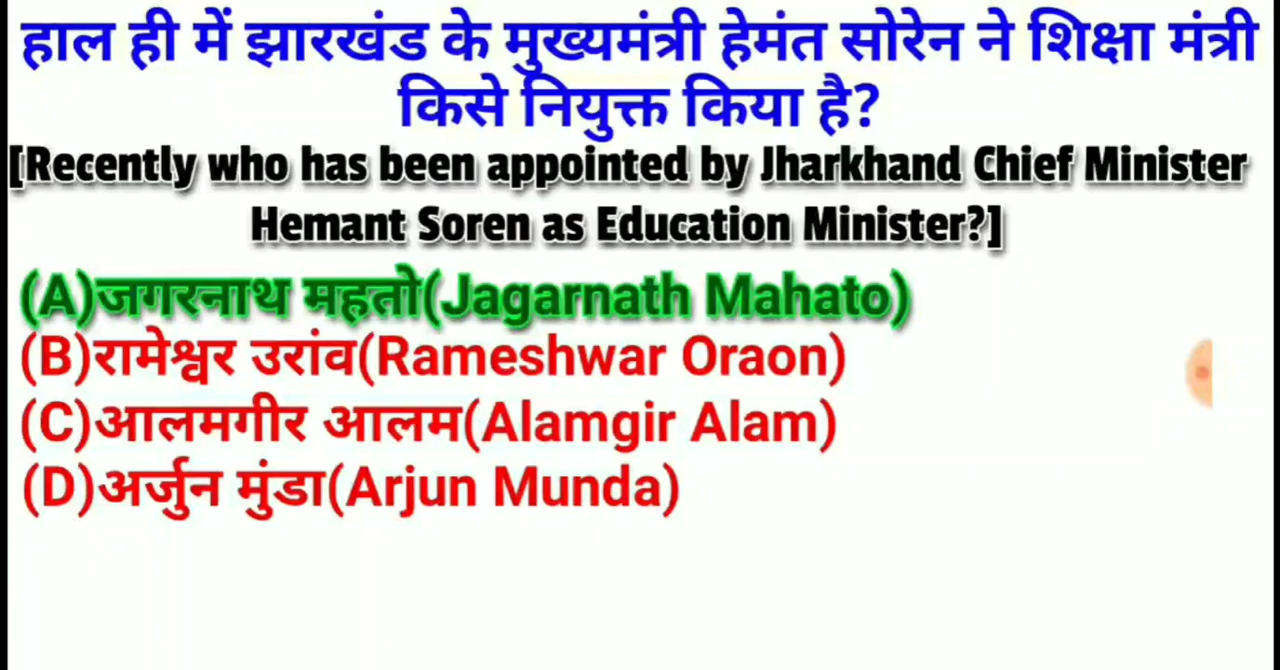 हाल ही में झारखंड के मुख्यमंत्री हेमंत सोरेन ने शिक्षा मंत्री
किसे नियुक्त किया है?
[Recently who has been appointed by Jharkhand Chief Minister
Hemant Soren as Education Minister?]
(A)जगरनाथ महतो(Jagarnath Mahato)
(B)रामेश्वर उरांव(Rameshwar Oraon)
(C)आलमगीर आलम(Alamgir Alam)
(D)अर्जुन मुंडा(Arjun Munda)